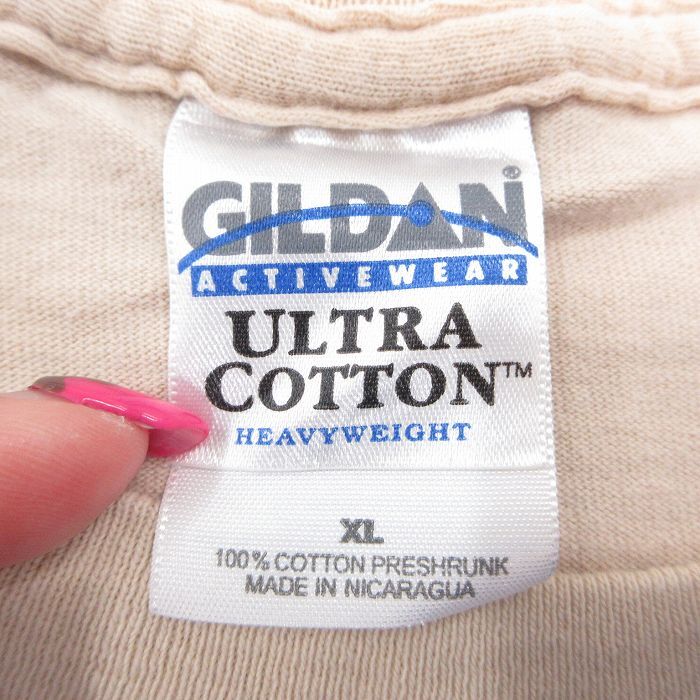 GILDAN®
ACTIVEWEAR
ULTRA
COTTON™
HEAVYWEIGHT
XL
100% COTTON PRESHRUNK
MADE IN NICARAGUA